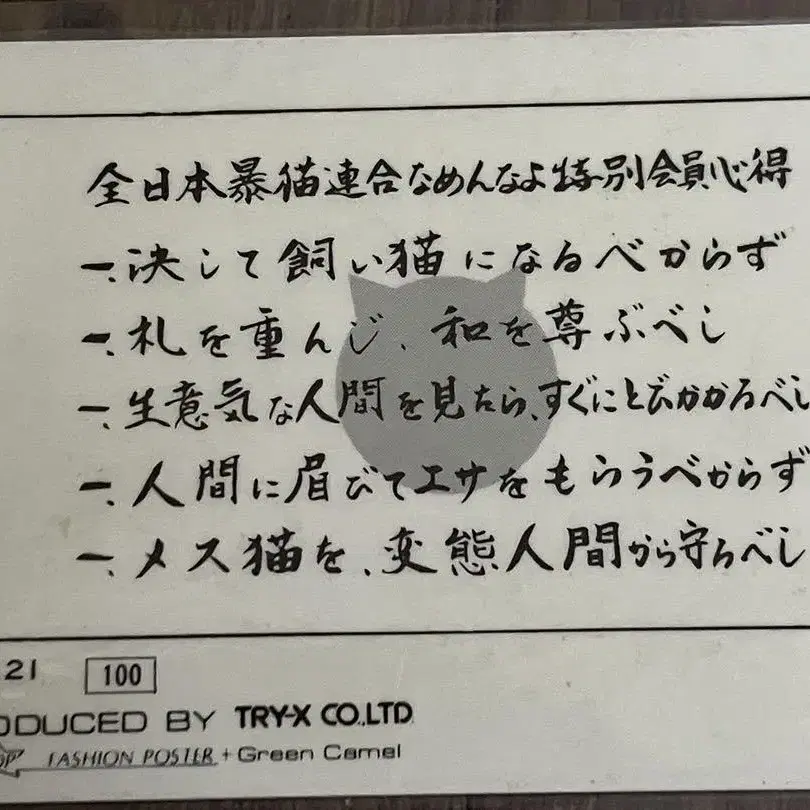 全日本暴猫連合なめんなよ特別会員心得
一、決して飼い猫になるべからず
一、札を重んじ、和を尊ぶべし
一、生意気な人間を見たら、すぐにとびかかるべし
一、人間に眉びてエサをもらうべからず
一、メス猫を、変態人間から守るべし
21 100
ODUCED BY TRY-X CO.,LTD
OP FASHION POSTER + Green Camel